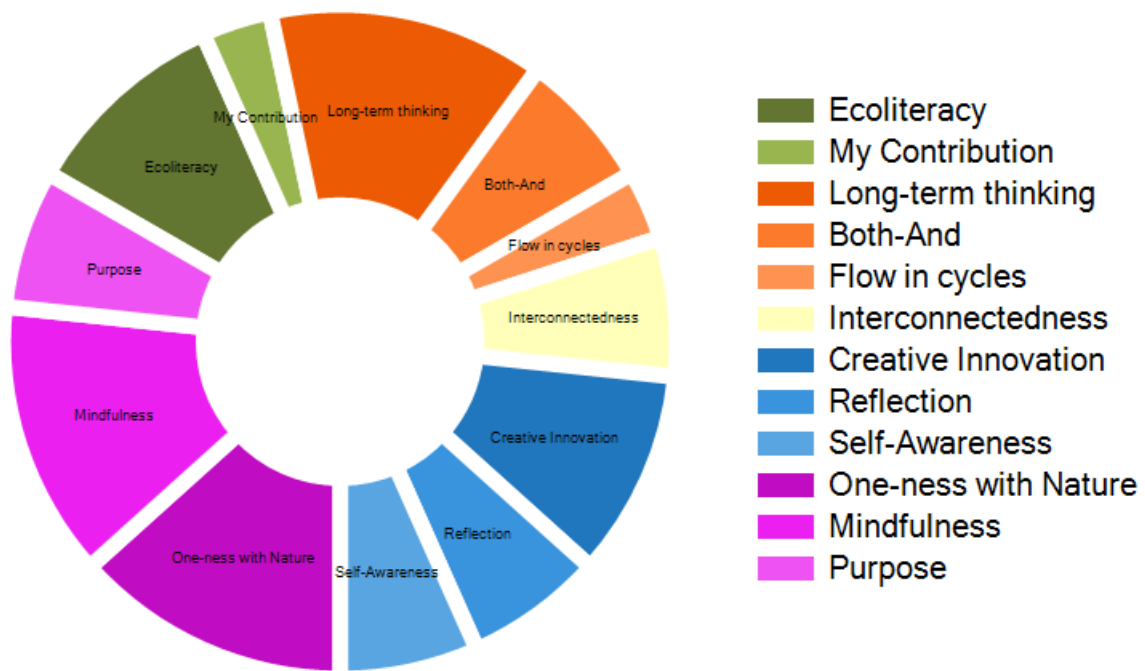 Long-term thinking
My Contribution
Ecoliteracy
Both-And
Flow in cycles
Purpose
Interconnectedness
Mindfulness
Creative Innovation
Reflection
One-ness with Nature
Self-Awareness
Ecoliteracy
My Contribution
Long-term thinking
Both-And
Flow in cycles
Interconnectedness
Creative Innovation
Reflection
Self-Awareness
One-ness with Nature
Mindfulness
Purpose